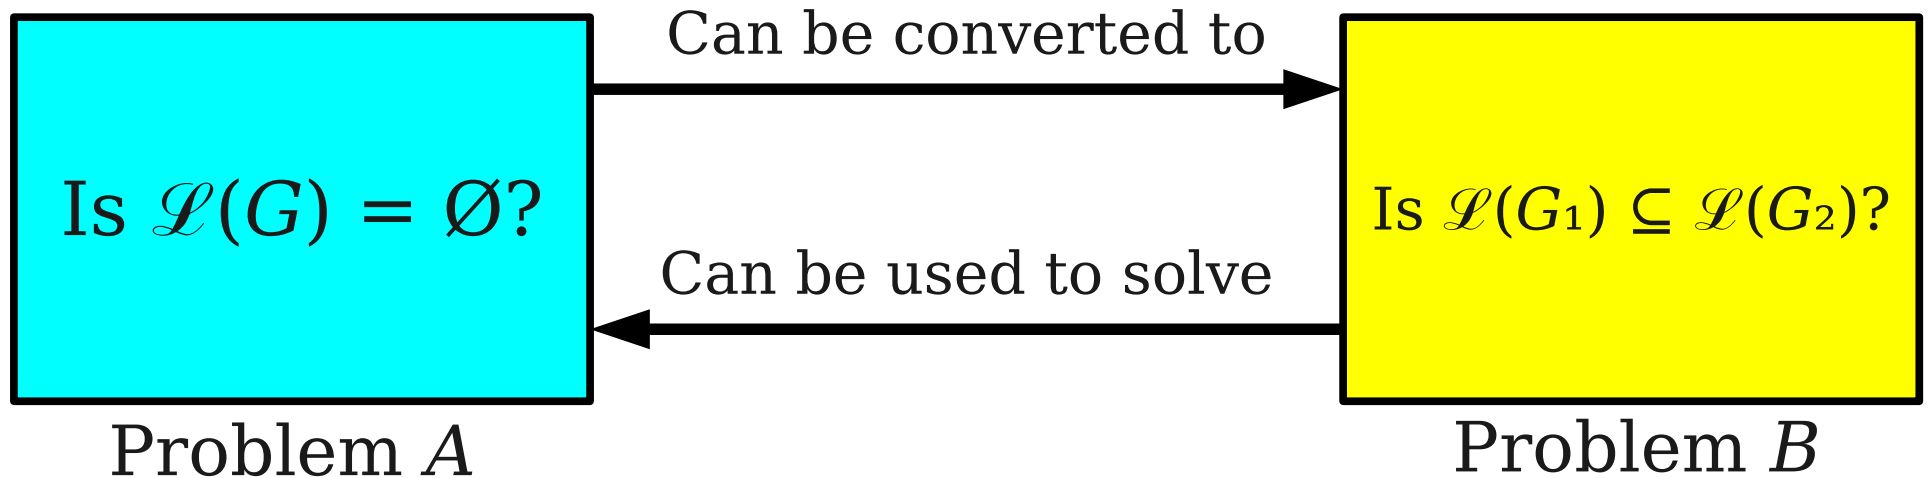 Can be converted to
Is ℒ(G) = Ø?
Is ℒ(G₁) ⊆ ℒ(G₂)?
Can be used to solve
Problem A
Problem B